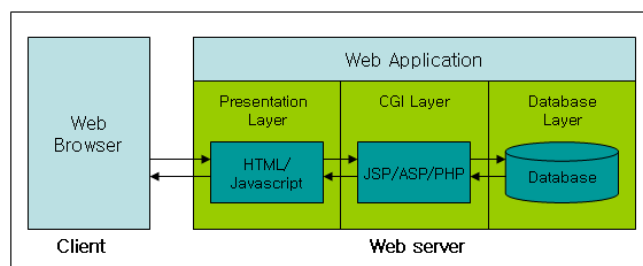 Web
Browser
Client
Web Application
Presentation
Layer
HTML/
Javascript
CGI Layer
JSP/ASP/PHP
Database
Layer
Database
Web server